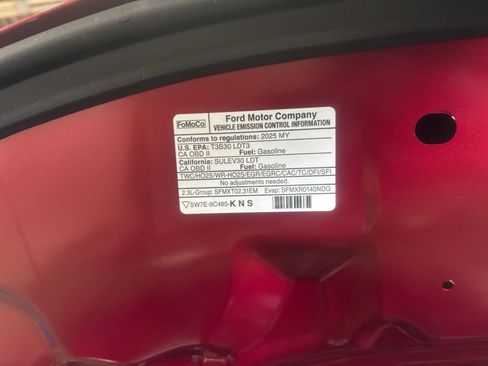 FoMoCo
Ford Motor Company
VEHICLE EMISSION CONTROL INFORMATION
Conforms to regulations: 2025 MY
U.S. EPA: T3B30 LDT3
CA OBD II Fuel: Gasoline
California: SULEV30 LDT
CA OBD II Fuel: Gasoline
TWC/HO2S/WR-HO2S/EGR/EGRC/CAC/TC/DFI/SFI
No adjustments needed.
2.3L-Group: SFMXT02.31EM Evap: SFMXR0140NDG
SW7E-9C485-KNS